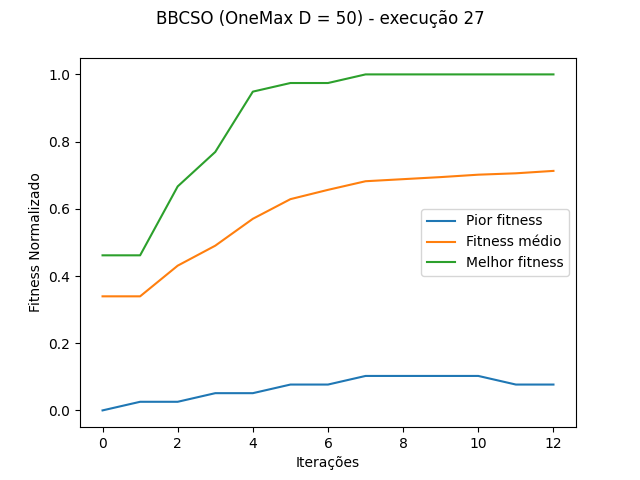 BBCSO (OneMax D = 50) - execução 27
Fitness Normalizado
1.0
0.8
0.6
0.4
0.2
0.0
Pior fitness
Fitness médio
Melhor fitness
0 2 4 6 8 10 12
Iterações